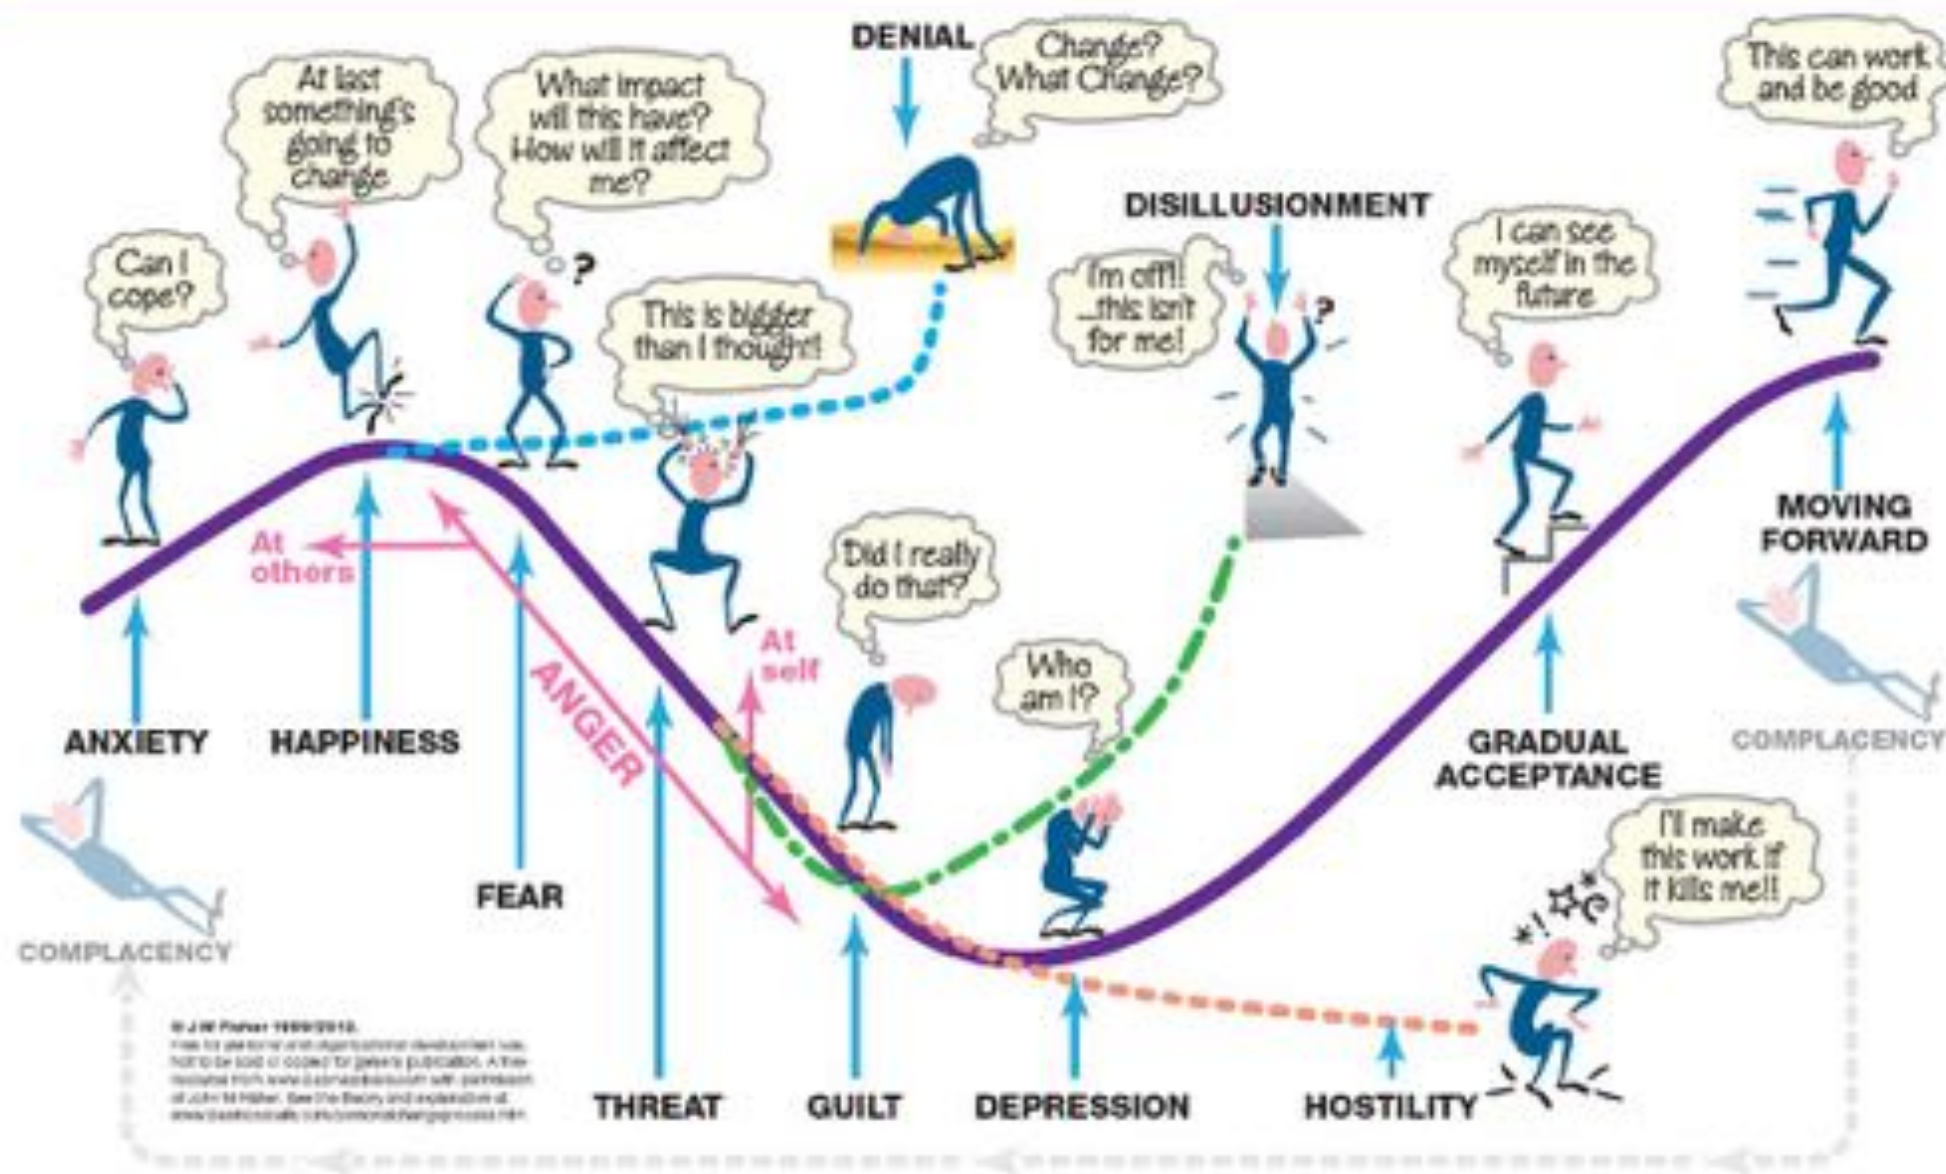 DENIAL
Change?
What Change?
This can work
and be good
At last
something's
going to
change
What impact
will this have?
How will it affect
me?
?
DISILLUSIONMENT
I can see
myself in the
future
Can I
cope?
I'm off!!
...this isn't
for me!
?
This is bigger
than I thought!
MOVING
FORWARD
At
others
Did I really
do that?
At
self
Who
am I?
ANGER
ANXIETY
HAPPINESS
GRADUAL
ACCEPTANCE
COMPLACENCY
I'll make
this work if
it kills me!!
FEAR
COMPLACENCY
*!
THREAT
GUILT
DEPRESSION
HOSTILITY